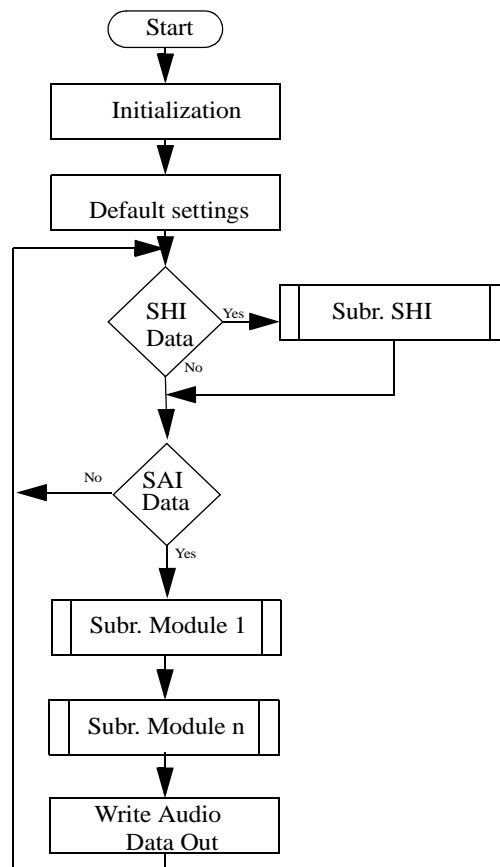 Start
Initialization
Default settings
SHI
Data
Yes
Subr. SHI
No
SAI
Data
No
Yes
Subr. Module 1
Subr. Module n
Write Audio
Data Out